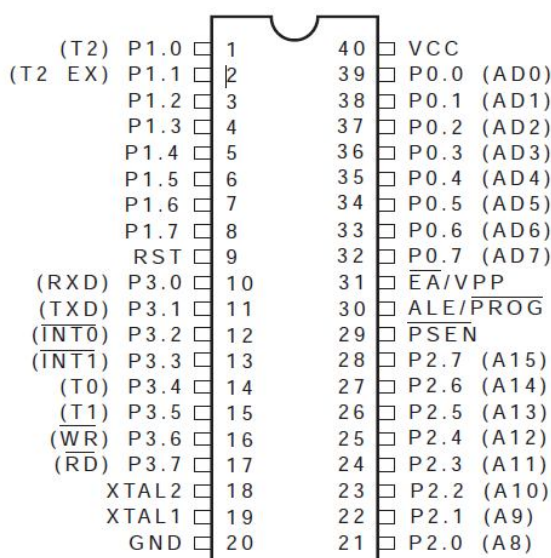 (T2) P1.0 1 40 VCC
(T2 EX) P1.1 2 39 P0.0 (AD0)
P1.2 3 38 P0.1 (AD1)
P1.3 4 37 P0.2 (AD2)
P1.4 5 36 P0.3 (AD3)
P1.5 6 35 P0.4 (AD4)
P1.6 7 34 P0.5 (AD5)
P1.7 8 33 P0.6 (AD6)
RST 9 32 P0.7 (AD7)
(RXD) P3.0 10 31 E̅A̅/VPP
(TXD) P3.1 11 30 ALE/P̅R̅O̅G̅
(I̅N̅T̅0̅) P3.2 12 29 P̅S̅E̅N̅
(I̅N̅T̅1̅) P3.3 13 28 P2.7 (A15)
(T0) P3.4 14 27 P2.6 (A14)
(T1) P3.5 15 26 P2.5 (A13)
(W̅R̅) P3.6 16 25 P2.4 (A12)
(R̅D̅) P3.7 17 24 P2.3 (A11)
XTAL2 18 23 P2.2 (A10)
XTAL1 19 22 P2.1 (A9)
GND 20 21 P2.0 (A8)